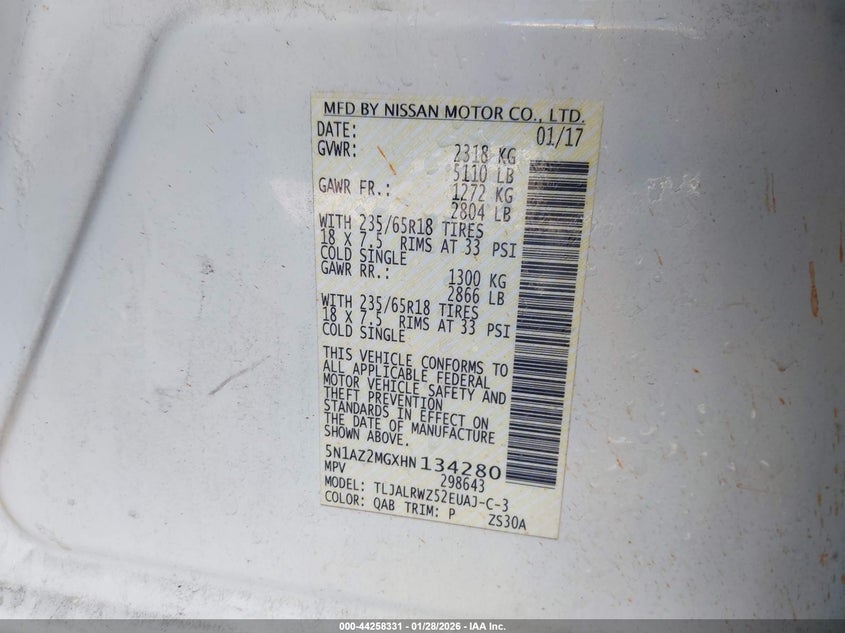 MFD BY NISSAN MOTOR CO., LTD.
DATE: 01/17
GVWR: 2318 KG
5110 LB
GAWR FR.: 1272 KG
2804 LB
WITH 235/65R18 TIRES
18 X 7.5 RIMS AT 33 PSI
COLD SINGLE
GAWR RR.: 1300 KG
2866 LB
WITH 235/65R18 TIRES
18 X 7.5 RIMS AT 33 PSI
COLD SINGLE
THIS VEHICLE CONFORMS TO
ALL APPLICABLE FEDERAL
MOTOR VEHICLE SAFETY AND
THEFT PREVENTION
STANDARDS IN EFFECT ON
THE DATE OF MANUFACTURE
SHOWN ABOVE.
5N1AZ2MGXHN134280
MPV 298643
MODEL: TLJALRWZ52EUAJ-C-3
COLOR: QAB TRIM: P ZS30A
000-44258331 - 01/28/2026 - IAA Inc.